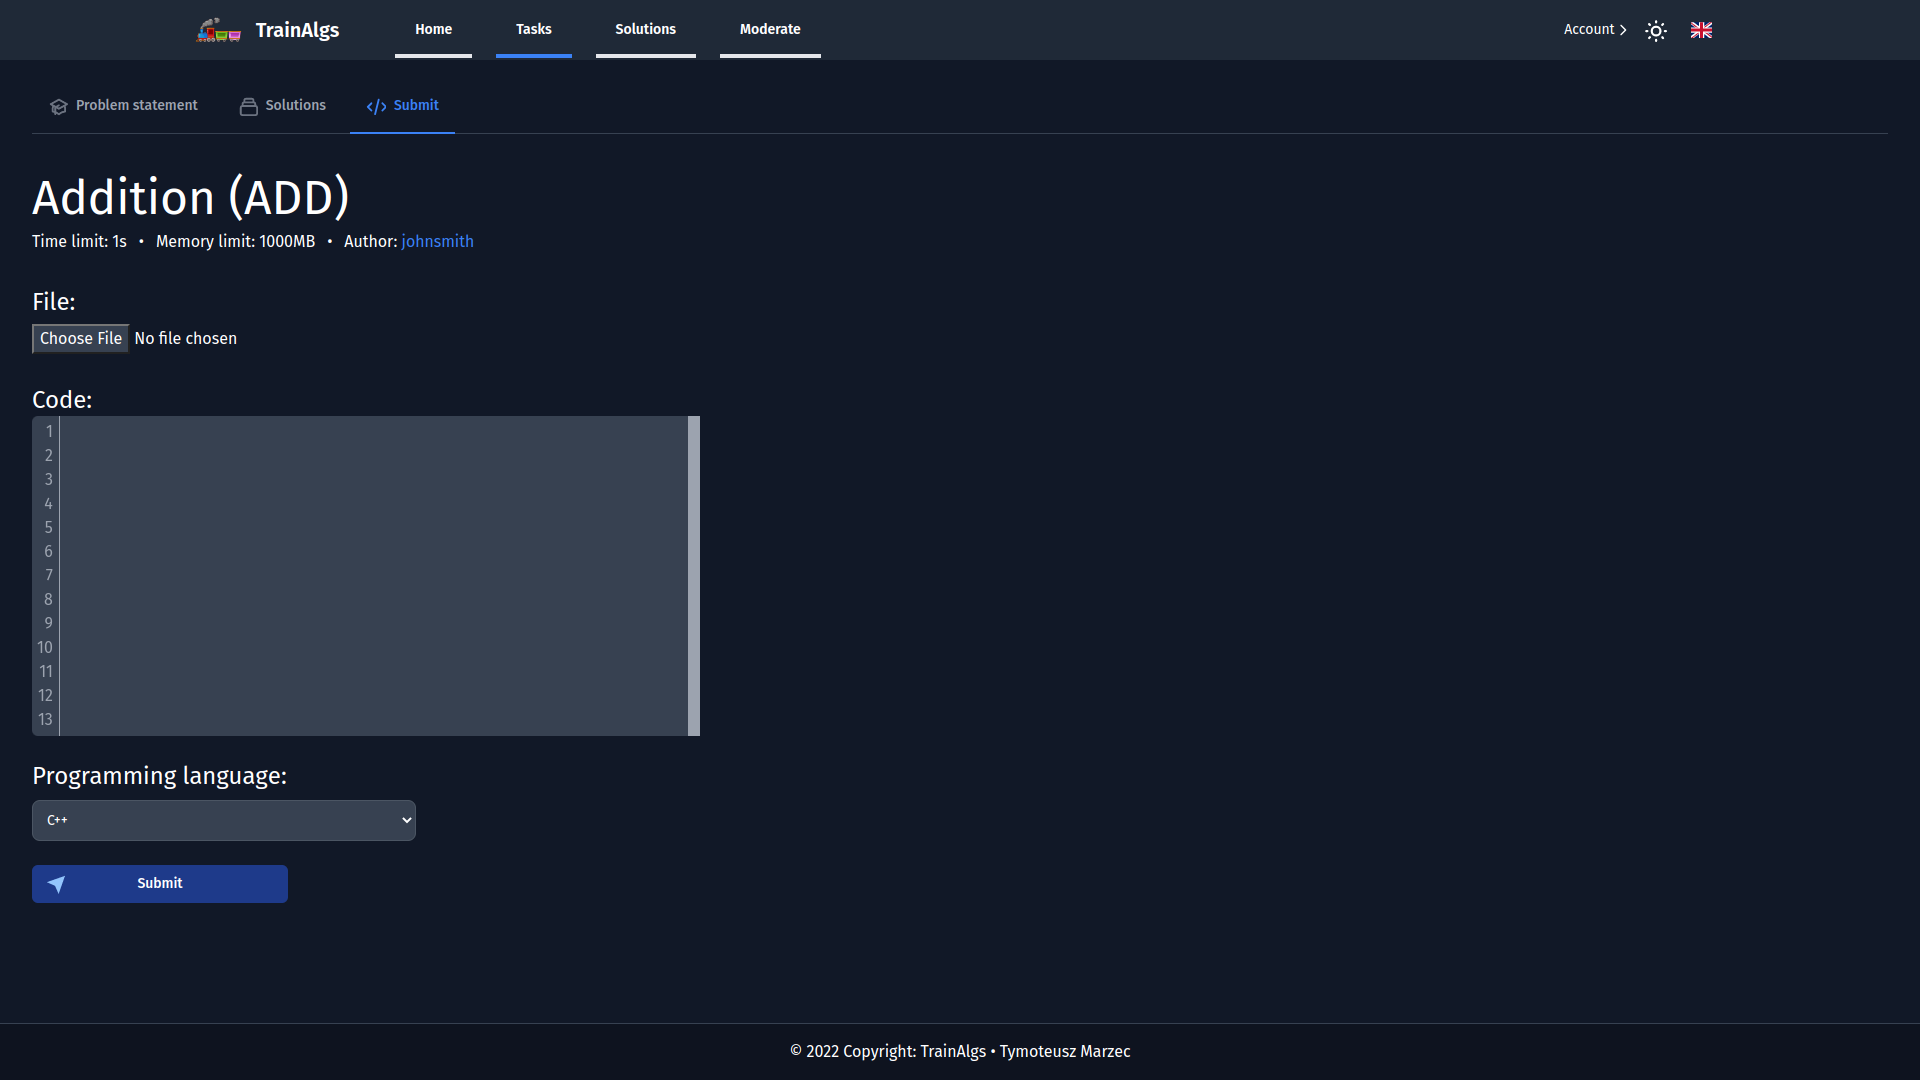 TrainAlgs Home Tasks Solutions Moderate Account
Problem statement Solutions Submit
Addition (ADD)
Time limit: 1s • Memory limit: 1000MB • Author: johnsmith
File:
Choose File No file chosen
Code:
1
2
3
4
5
6
7
8
9
10
11
12
13
Programming language:
C++
Submit
© 2022 Copyright: TrainAlgs • Tymoteusz Marzec